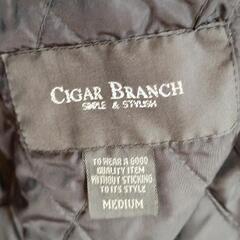 CIGAR BRANCH
SIMPLE & STYLISH
TO WEAR A GOOD
QUALITY ITEM
WITHOUT STICKING
TO ITS STYLE
MEDIUM